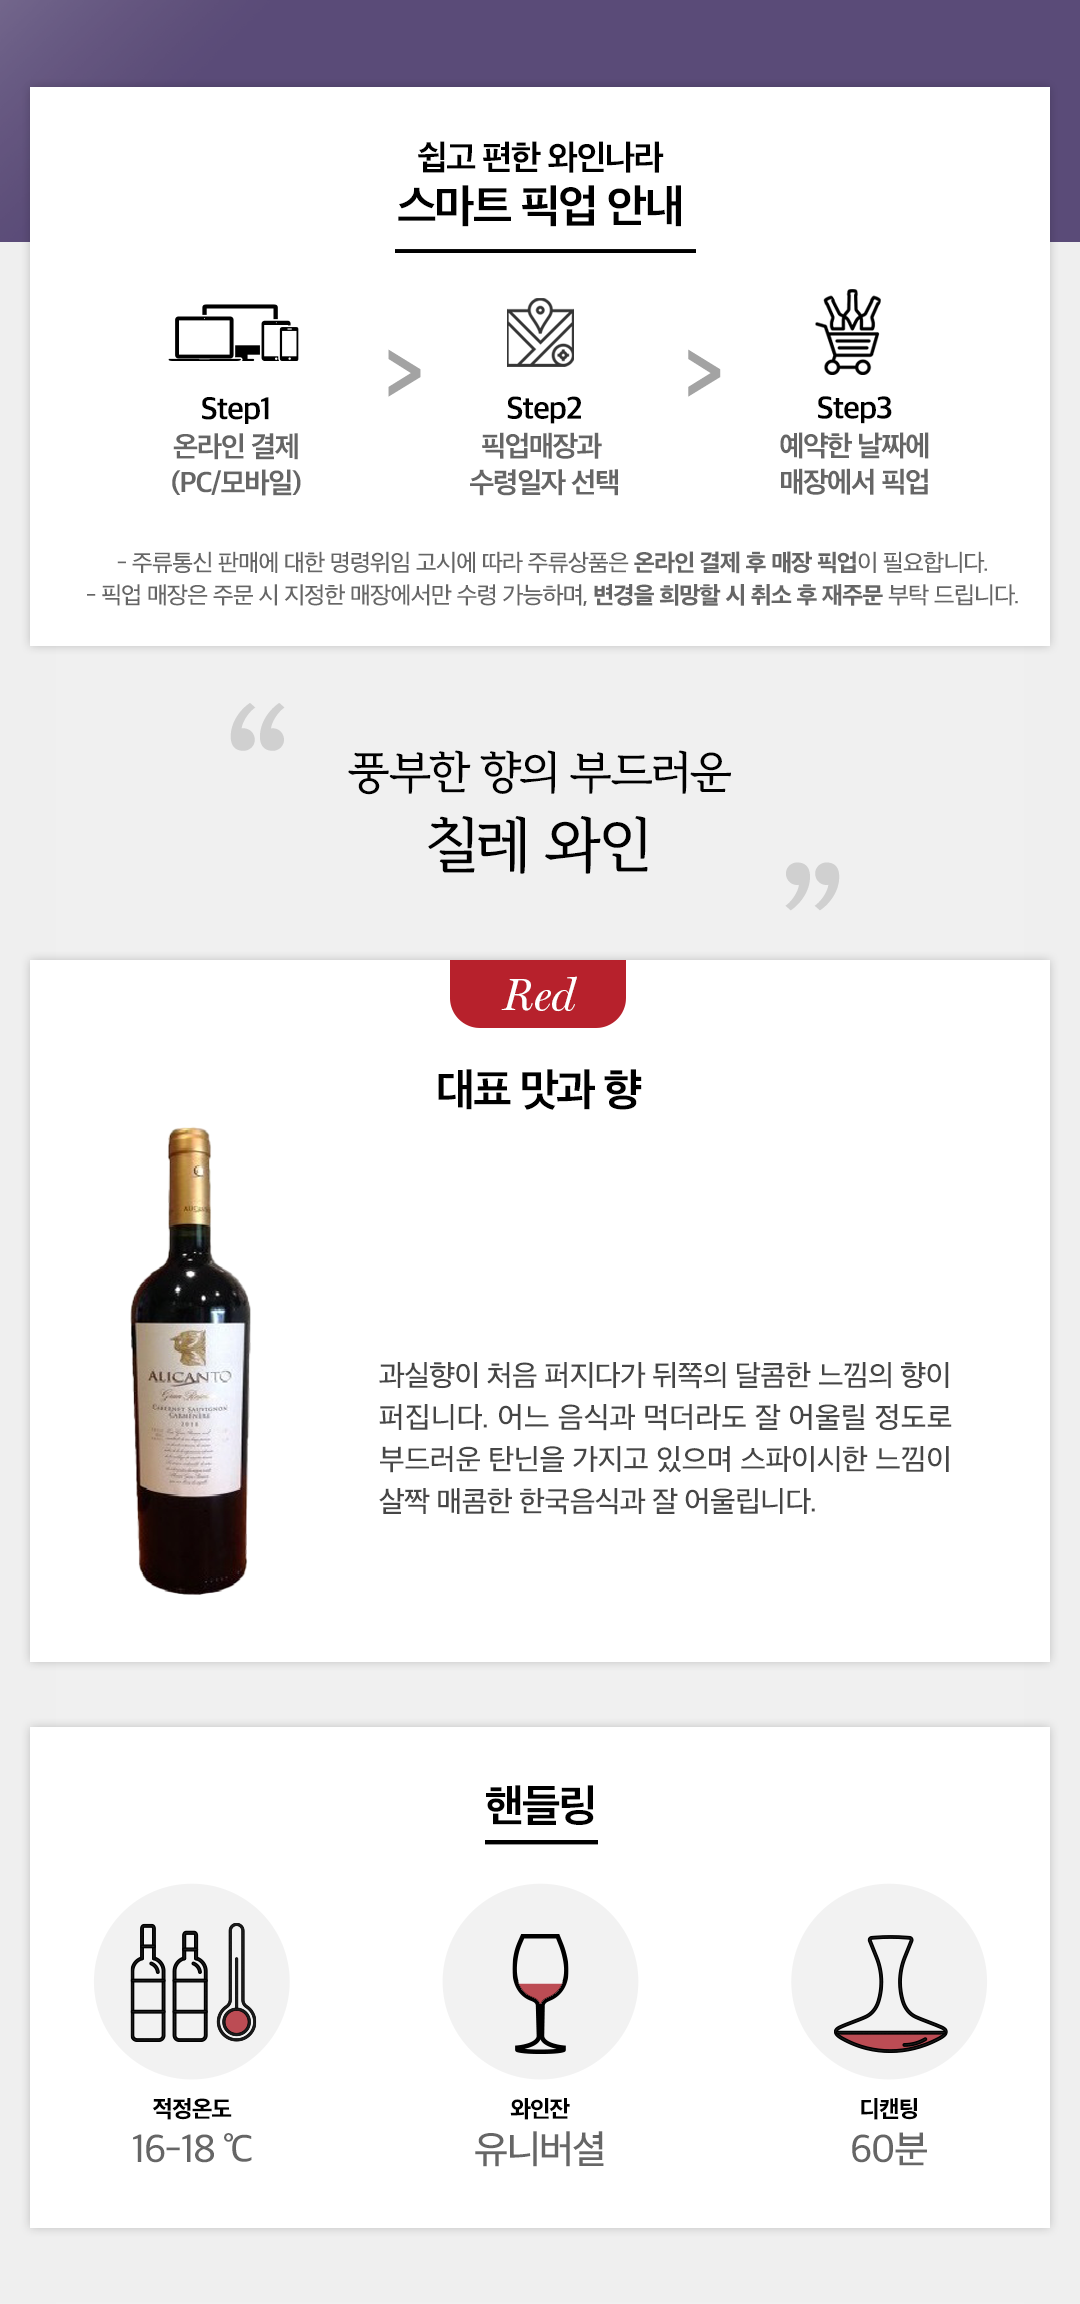 쉽고 편한 와인나라
스마트 픽업 안내
Step1
온라인 결제
(PC/모바일)
>
Step2
픽업매장과
수령일자 선택
>
Step3
예약한 날짜에
매장에서 픽업
- 주류통신 판매에 대한 명령위임 고시에 따라 주류상품은 온라인 결제 후 매장 픽업이 필요합니다.
- 픽업 매장은 주문 시 지정한 매장에서만 수령 가능하며, 변경을 희망할 시 취소 후 재주문 부탁 드립니다.
“
풍부한 향의 부드러운
칠레 와인
”
Red
대표 맛과 향
ALICANTO
CABERNET SAUVIGNON
CARMENERE
2018
과실향이 처음 퍼지다가 뒤쪽의 달콤한 느낌의 향이
퍼집니다. 어느 음식과 먹더라도 잘 어울릴 정도로
부드러운 탄닌을 가지고 있으며 스파이시한 느낌이
살짝 매콤한 한국음식과 잘 어울립니다.
핸들링
적정온도
16-18 ℃
와인잔
유니버셜
디캔팅
60분